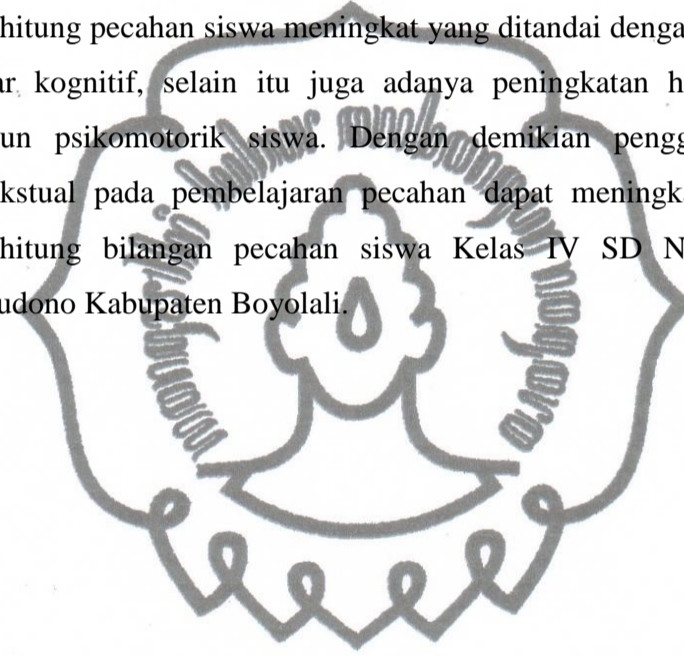 hitung pecahan siswa meningkat yang ditandai denga
ar kognitif, selain itu juga adanya peningkatan h
un psikomotorik siswa. Dengan demikian pengg
kstual pada pembelajaran pecahan dapat meningka
hitung bilangan pecahan siswa Kelas IV SD N
udono Kabupaten Boyolali.